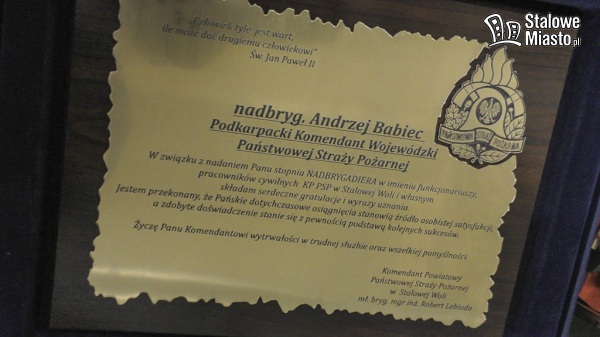 „Człowiek tyle jest wart,
ile może dać drugiemu człowiekowi”
Św. Jan Paweł II
Stalowe
Miasto.pl
PAŃSTWOWA STRAŻ POŻARNA
nadbryg. Andrzej Babiec
Podkarpacki Komendant Wojewódzki
Państwowej Straży Pożarnej
W związku z nadaniem Panu stopnia NADBRYGADIERA w imieniu funkcjonariuszy,
pracowników cywilnych KP PSP w Stalowej Woli i własnym
składam serdeczne gratulacje i wyrazy uznania.
Jestem przekonany, że Pańskie dotychczasowe osiągnięcia stanowią źródło osobistej satysfakcji,
a zdobyte doświadczenie stanie się z pewnością podstawą kolejnych sukcesów.
Życzę Panu Komendantowi wytrwałości w trudnej służbie oraz wszelkiej pomyślności.
Komendant Powiatowy
Państwowej Straży Pożarnej
w Stalowej Woli
mł. bryg. mgr inż. Robert Lebioda